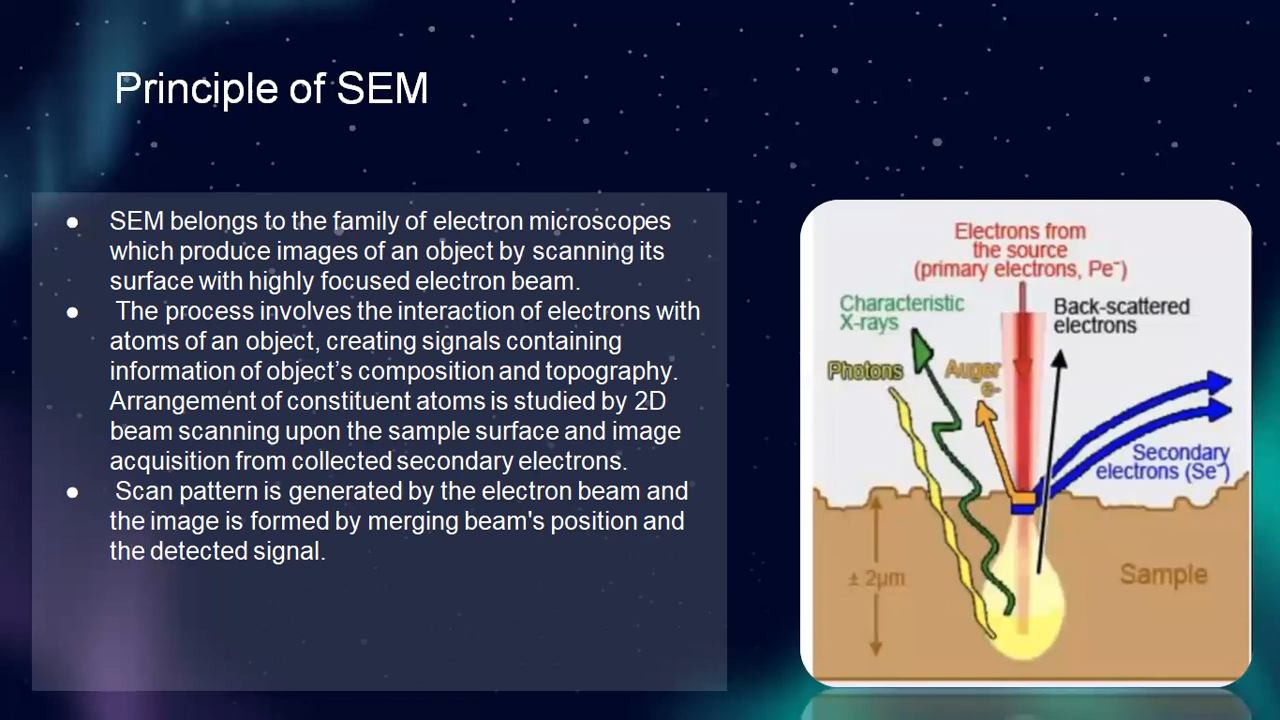 Principle of SEM
● SEM belongs to the family of electron microscopes
which produce images of an object by scanning its
surface with highly focused electron beam.
● The process involves the interaction of electrons with
atoms of an object, creating signals containing
information of object’s composition and topography.
Arrangement of constituent atoms is studied by 2D
beam scanning upon the sample surface and image
acquisition from collected secondary electrons.
● Scan pattern is generated by the electron beam and
the image is formed by merging beam's position and
the detected signal.
Electrons from
the source
(primary electrons, Pe⁻)
Characteristic
X-rays
Back-scattered
electrons
Photons
Auger
e-
Secondary
electrons (Se⁻)
± 2µm
Sample